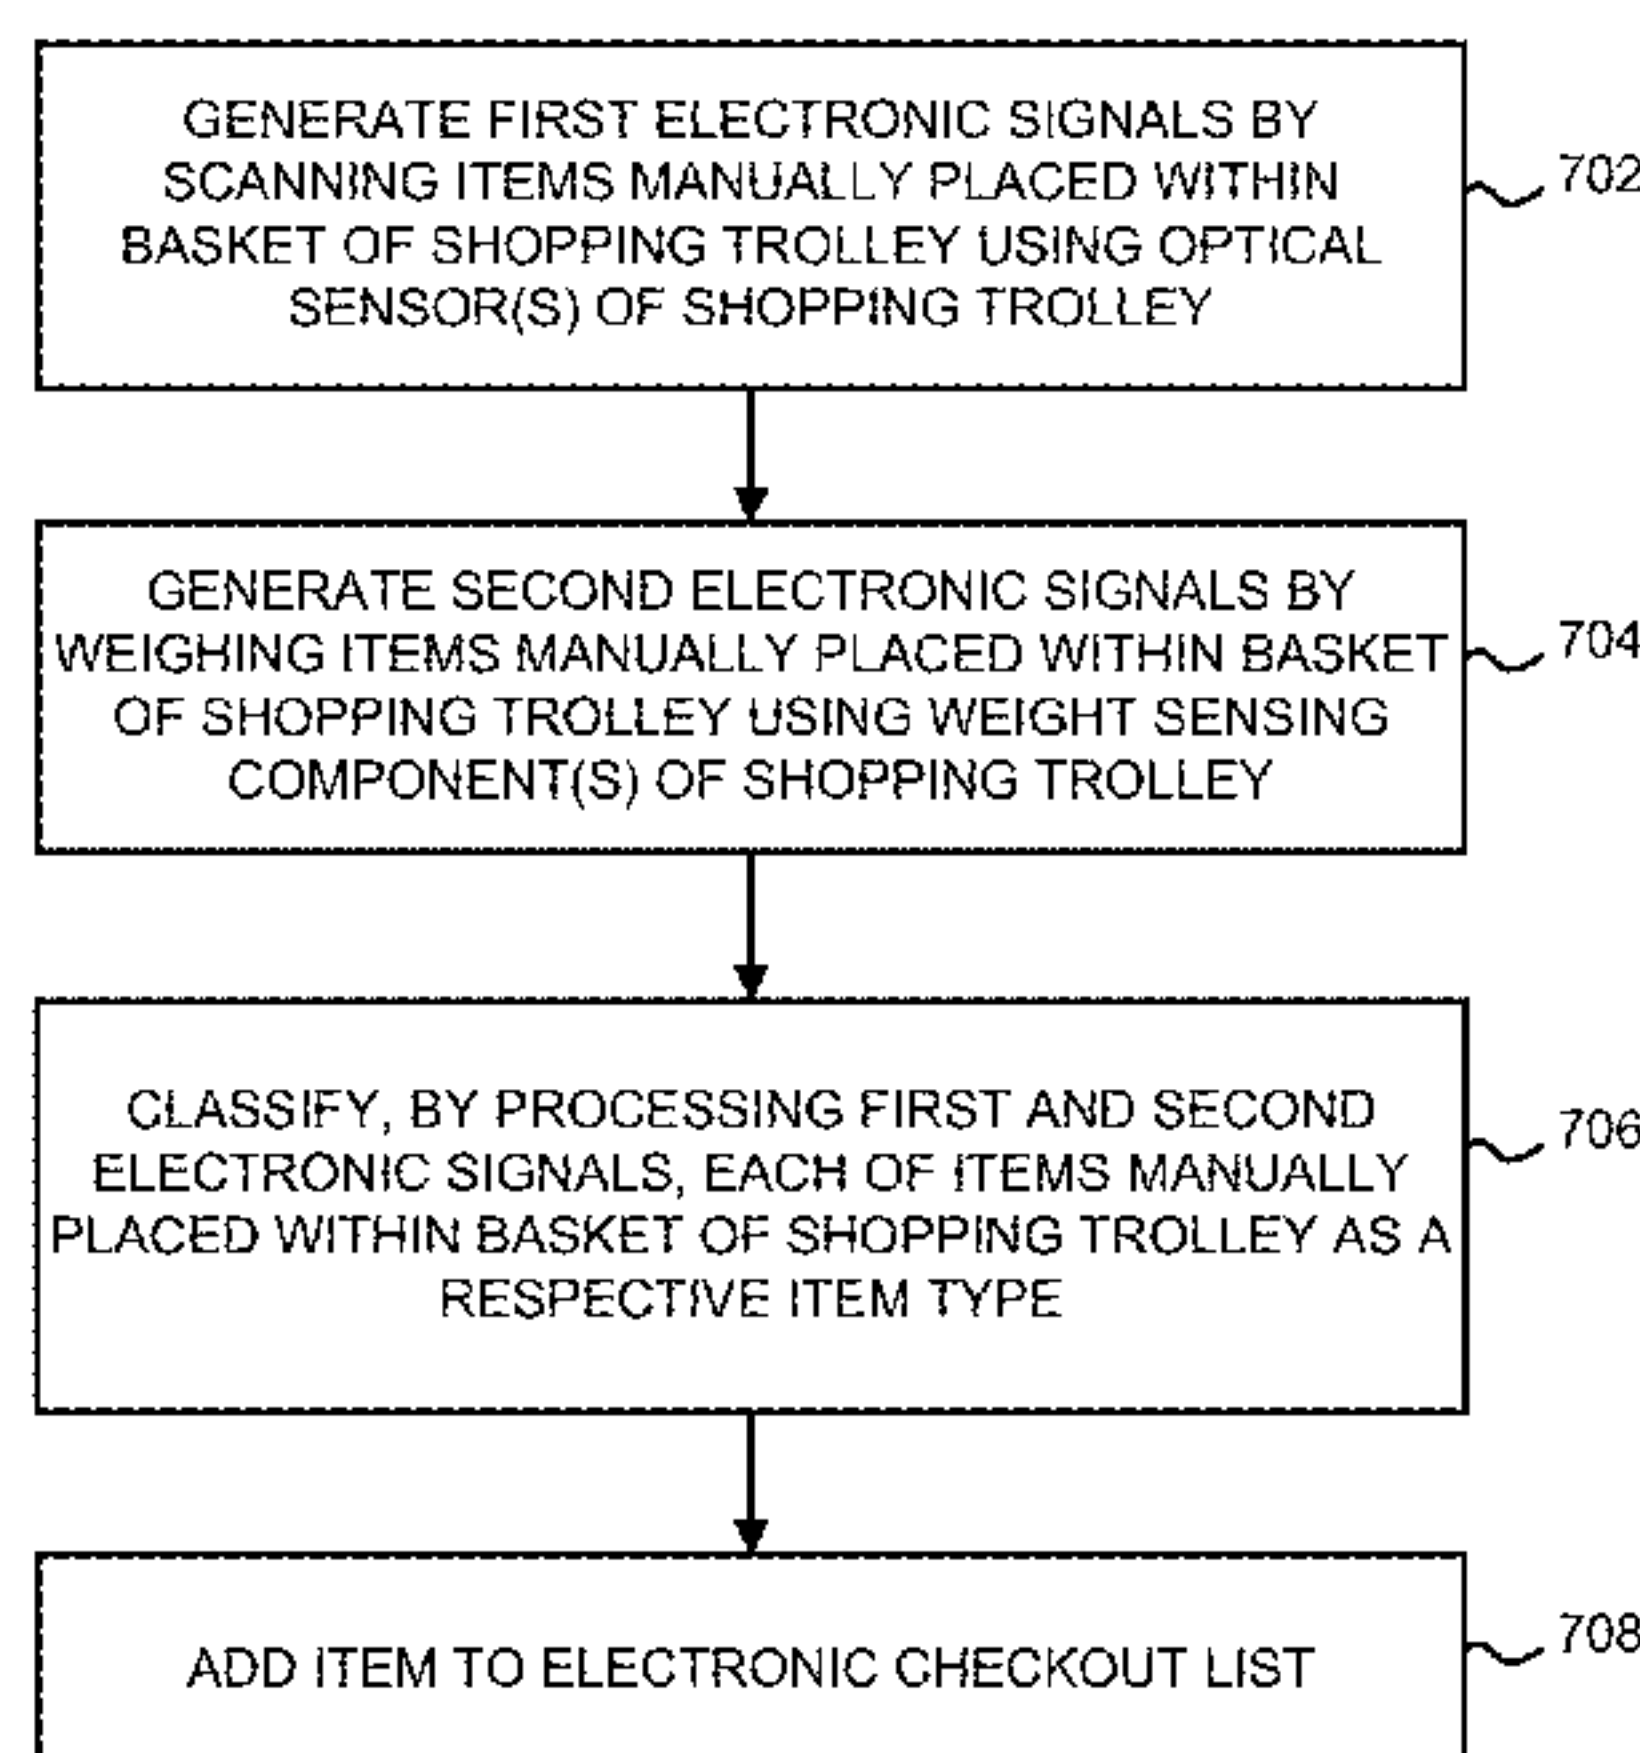 GENERATE FIRST ELECTRONIC SIGNALS BY
SCANNING ITEMS MANUALLY PLACED WITHIN
BASKET OF SHOPPING TROLLEY USING OPTICAL
SENSOR(S) OF SHOPPING TROLLEY
702
GENERATE SECOND ELECTRONIC SIGNALS BY
WEIGHING ITEMS MANUALLY PLACED WITHIN BASKET
OF SHOPPING TROLLEY USING WEIGHT SENSING
COMPONENT(S) OF SHOPPING TROLLEY
704
CLASSIFY, BY PROCESSING FIRST AND SECOND
ELECTRONIC SIGNALS, EACH OF ITEMS MANUALLY
PLACED WITHIN BASKET OF SHOPPING TROLLEY AS A
RESPECTIVE ITEM TYPE
706
ADD ITEM TO ELECTRONIC CHECKOUT LIST
708